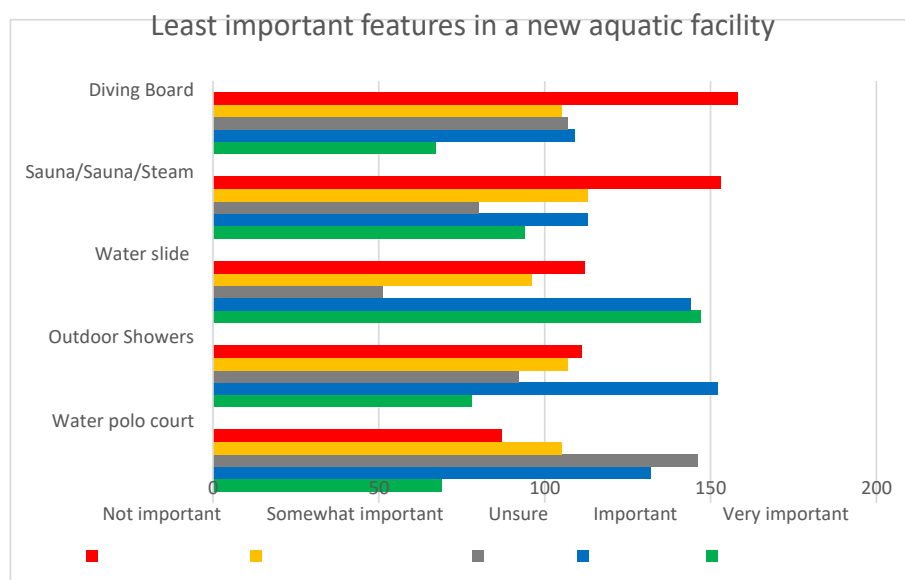 Least important features in a new aquatic facility
Diving Board
Sauna/Sauna/Steam
Water slide
Outdoor Showers
Water polo court
0 50 100 150 200
Not important Somewhat important Unsure Important Very important